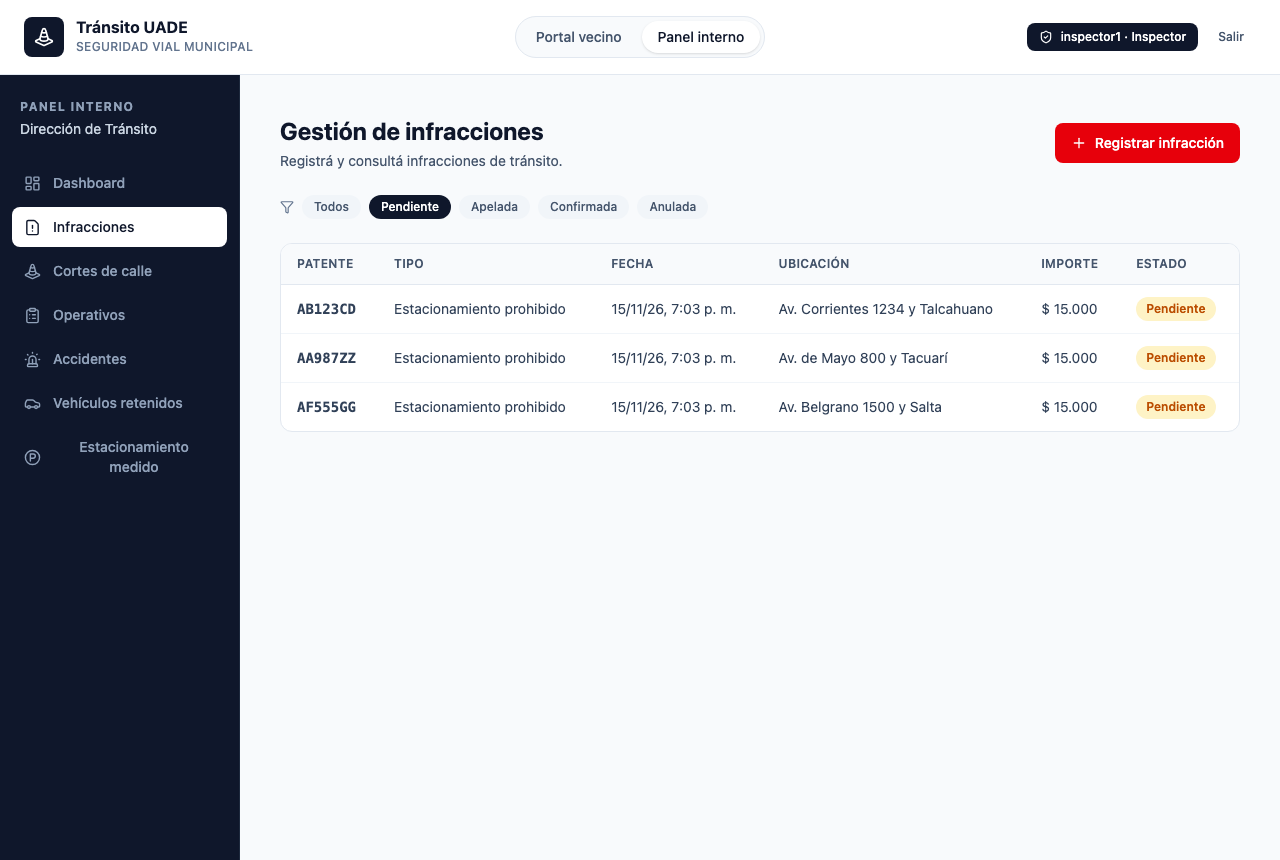 Tránsito UADE
SEGURIDAD VIAL MUNICIPAL
Portal vecino
Panel interno
inspector1 · Inspector
Salir
PANEL INTERNO
Dirección de Tránsito
Dashboard
Infracciones
Cortes de calle
Operativos
Accidentes
Vehículos retenidos
Estacionamiento
medido
Gestión de infracciones
Registrá y consultá infracciones de tránsito.
+ Registrar infracción
Todos Pendiente Apelada Confirmada Anulada
PATENTE TIPO FECHA UBICACIÓN IMPORTE ESTADO
AB123CD Estacionamiento prohibido 15/11/26, 7:03 p. m. Av. Corrientes 1234 y Talcahuano $ 15.000 Pendiente
AA987ZZ Estacionamiento prohibido 15/11/26, 7:03 p. m. Av. de Mayo 800 y Tacuarí $ 15.000 Pendiente
AF555GG Estacionamiento prohibido 15/11/26, 7:03 p. m. Av. Belgrano 1500 y Salta $ 15.000 Pendiente